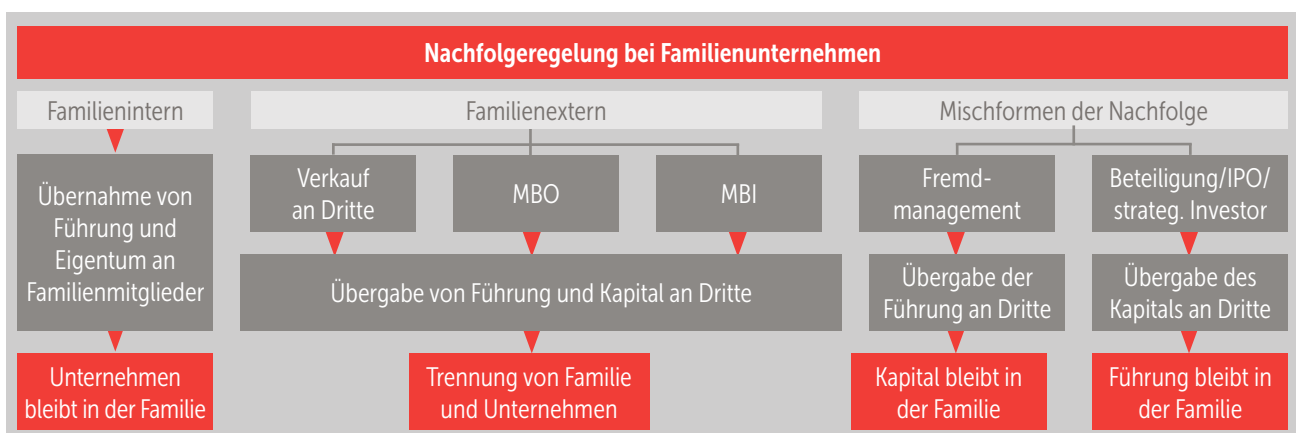 Nachfolgeregelung bei Familienunternehmen
Familienintern
Übernahme von
Führung und
Eigentum an
Familienmitglieder
Unternehmen
bleibt in der Familie
Familienextern
Verkauf
an Dritte
MBO
MBI
Übergabe von Führung und Kapital an Dritte
Trennung von Familie
und Unternehmen
Mischformen der Nachfolge
Fremd-
management
Übergabe der
Führung an Dritte
Kapital bleibt in
der Familie
Beteiligung/IPO/
strateg. Investor
Übergabe des
Kapitals an Dritte
Führung bleibt in
der Familie